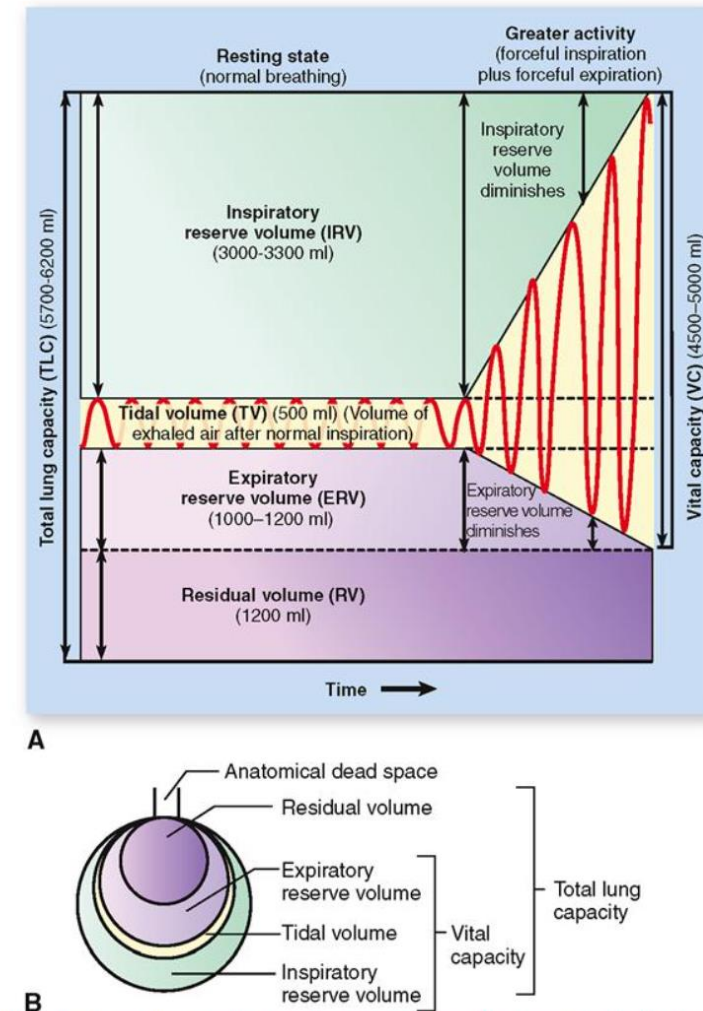 Resting state
(normal breathing)
Greater activity
(forceful inspiration
plus forceful expiration)
Total lung capacity (TLC) (5700-6200 ml)
Inspiratory
reserve volume (IRV)
(3000-3300 ml)
Inspiratory
reserve
volume
diminishes
Tidal volume (TV) (500 ml) (Volume of
exhaled air after normal inspiration)
Expiratory
reserve volume (ERV)
(1000–1200 ml)
Expiratory
reserve volume
diminishes
Residual volume (RV)
(1200 ml)
Vital capacity (VC) (4500–5000 ml)
Time
A
Anatomical dead space
Residual volume
Expiratory
reserve volume
Tidal volume
Inspiratory
reserve volume
Vital
capacity
Total lung
capacity
B